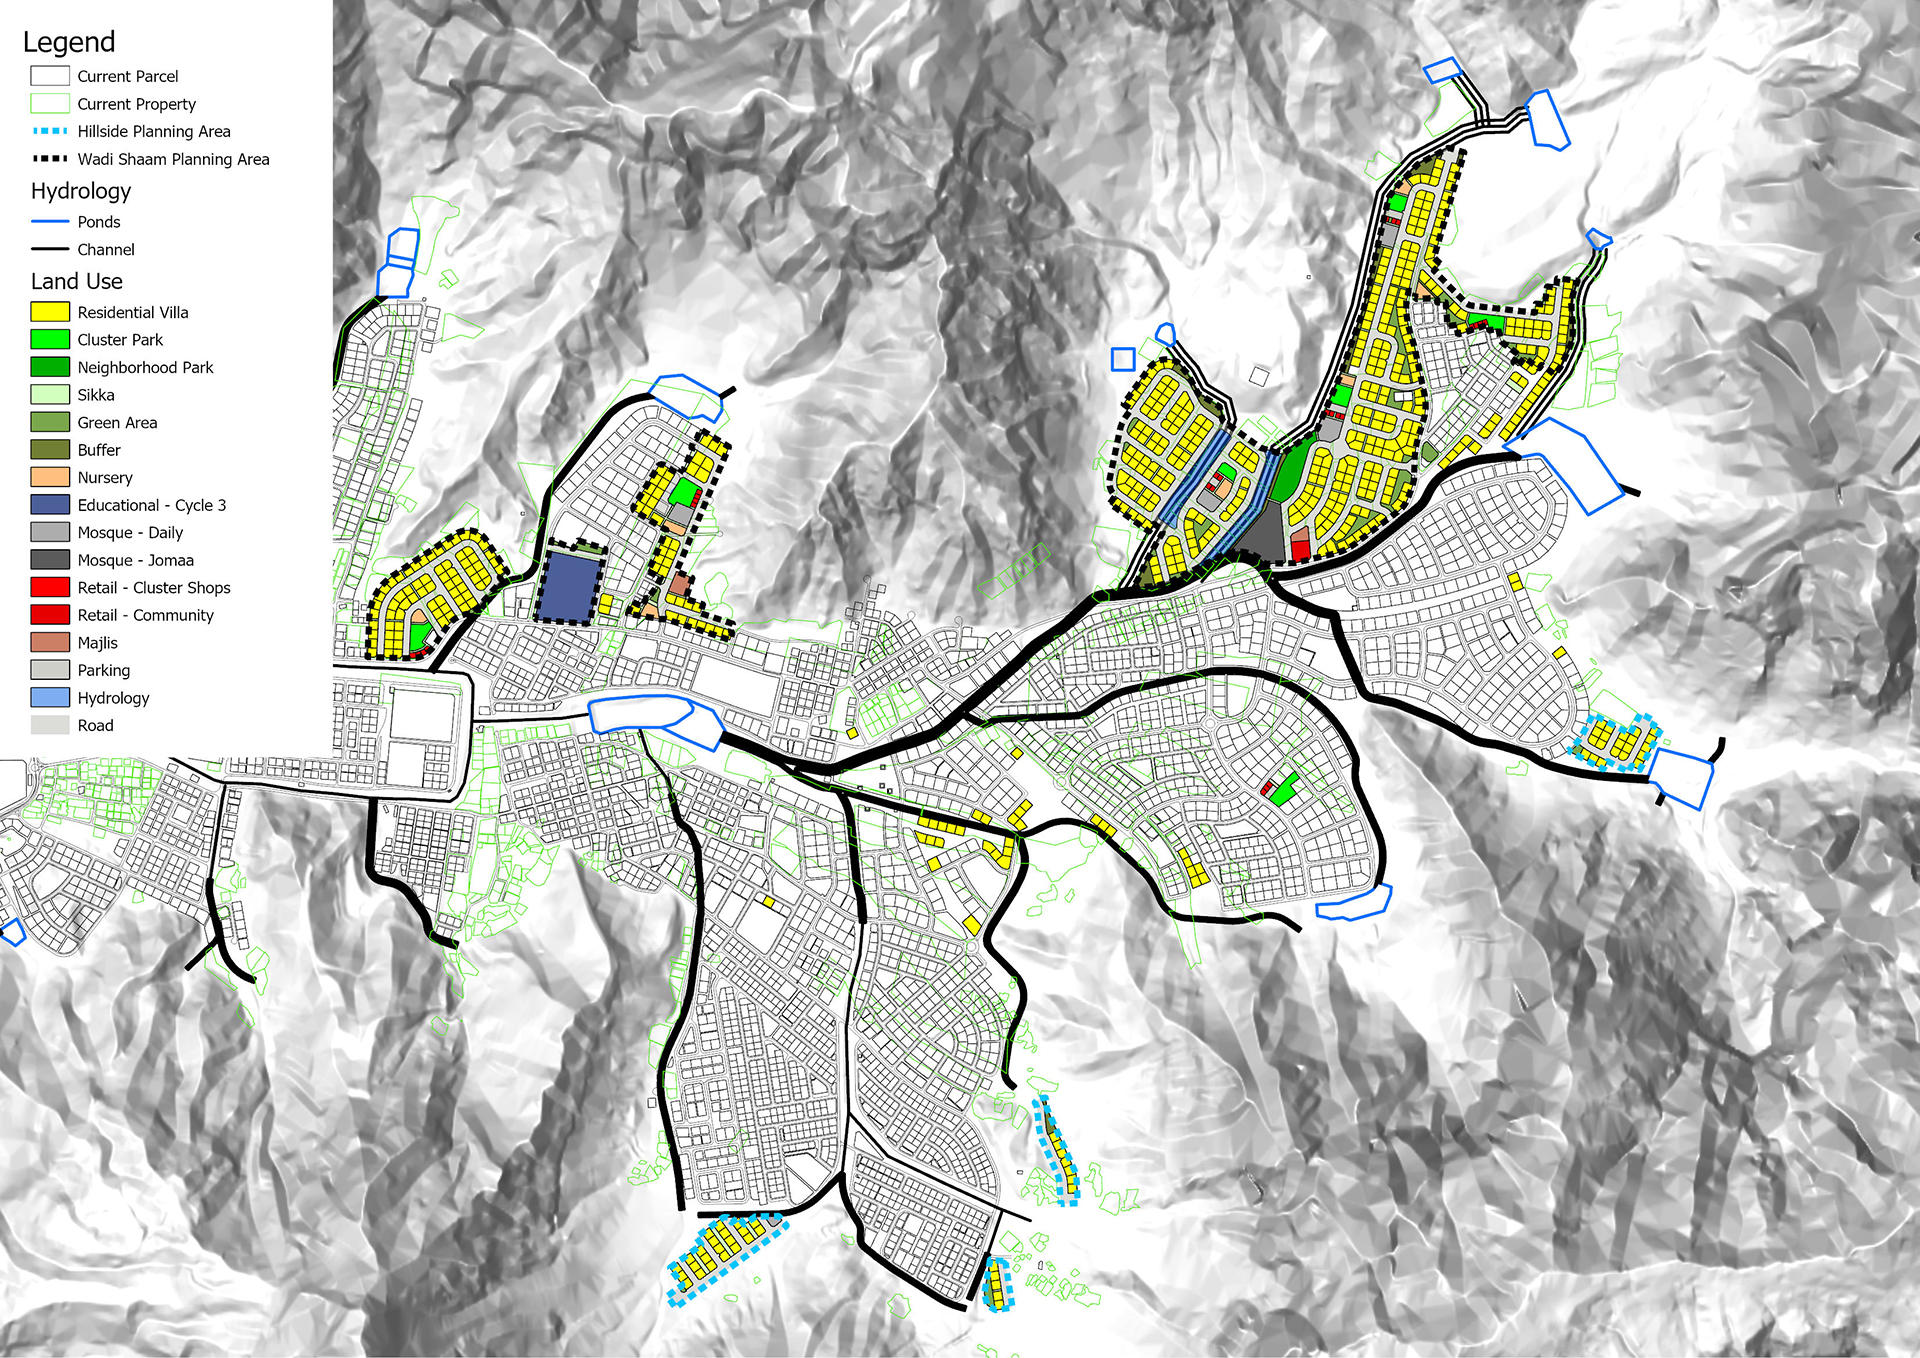 Legend
Current Parcel
Current Property
Hillside Planning Area
Wadi Shaam Planning Area
Hydrology
Ponds
Channel
Land Use
Residential Villa
Cluster Park
Neighborhood Park
Sikka
Green Area
Buffer
Nursery
Educational - Cycle 3
Mosque - Daily
Mosque - Jomaa
Retail - Cluster Shops
Retail - Community
Majlis
Parking
Hydrology
Road